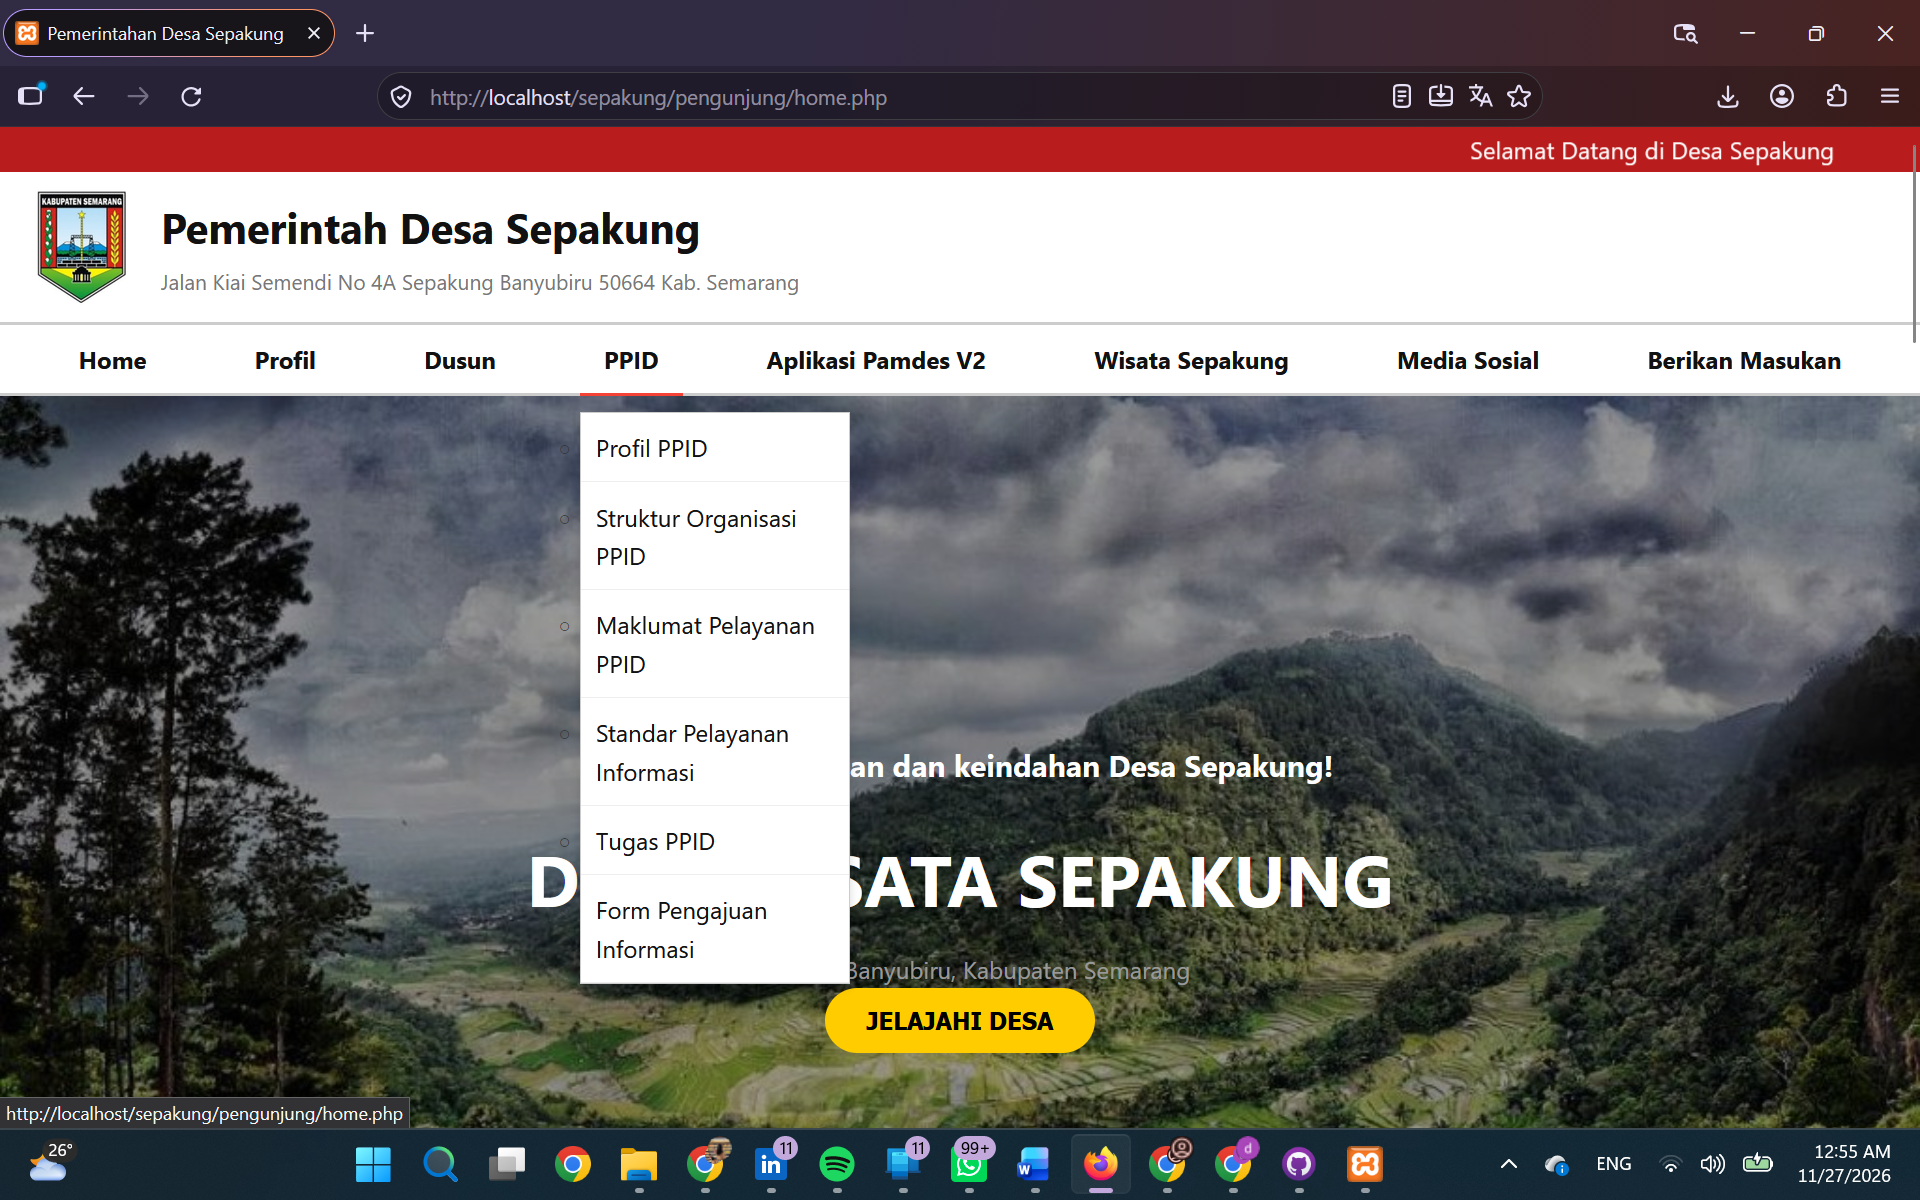 Pemerintahan Desa Sepakung
http://localhost/sepakung/pengunjung/home.php
Selamat Datang di Desa Sepakung
KABUPATEN SEMARANG
Pemerintah Desa Sepakung
Jalan Kiai Semendi No 4A Sepakung Banyubiru 50664 Kab. Semarang
Home Profil Dusun PPID Aplikasi Pamdes V2 Wisata Sepakung Media Sosial Berikan Masukan
Profil PPID
Struktur Organisasi
PPID
Maklumat Pelayanan
PPID
Standar Pelayanan
Informasi
Tugas PPID
Form Pengajuan
Informasi
an dan keindahan Desa Sepakung!
D SATA SEPAKUNG
Banyubiru, Kabupaten Semarang
JELAJAHI DESA
http://localhost/sepakung/pengunjung/home.php
26°
11
11
99+
d
ENG
12:55 AM
11/27/2026